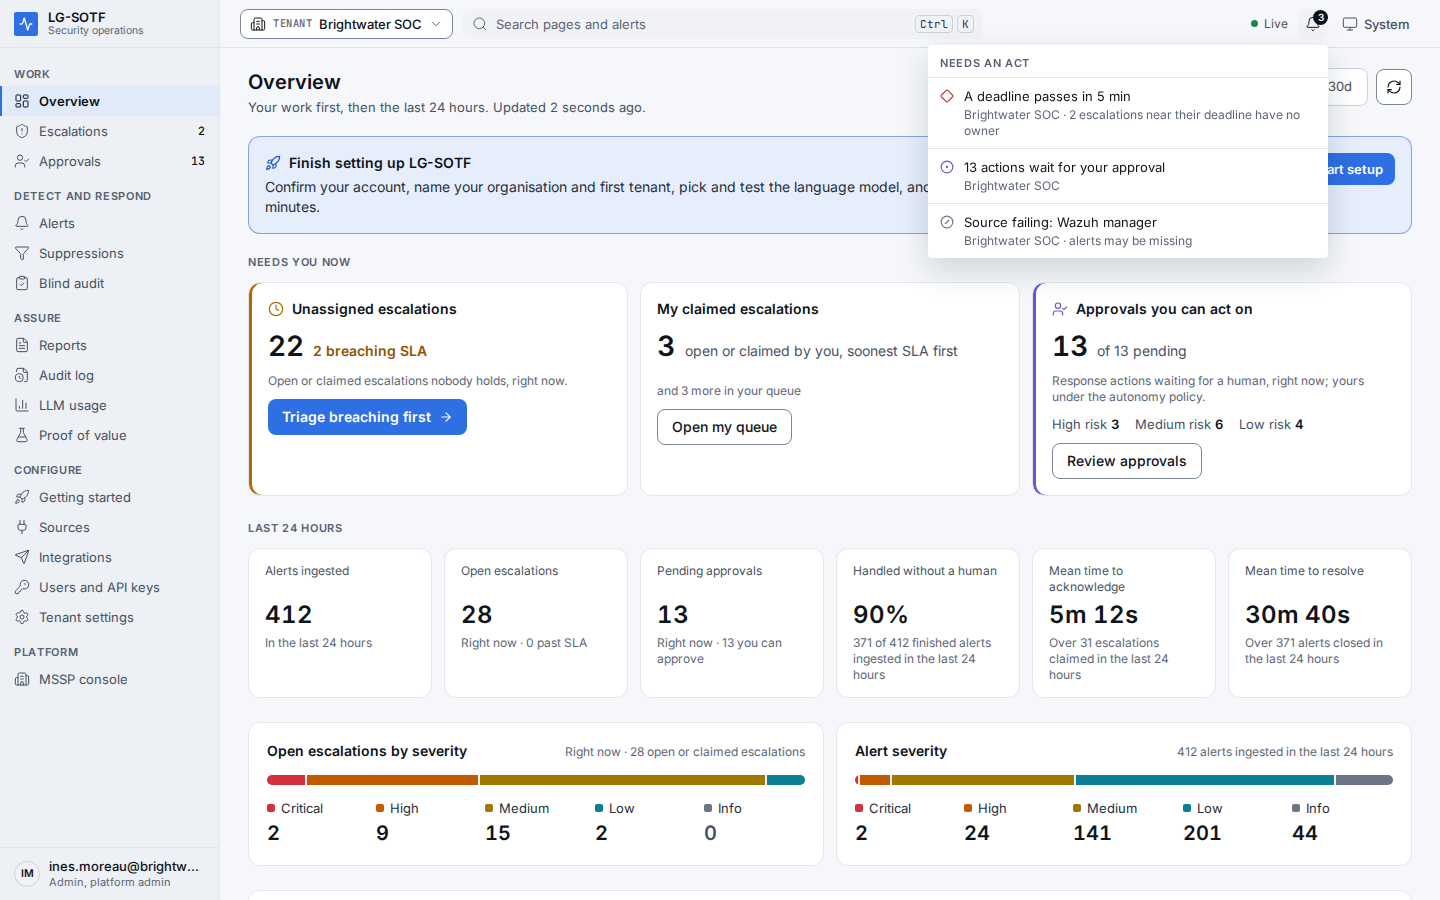 LG-SOTF
Security operations
TENANT Brightwater SOC
Search pages and alerts
Ctrl K
Live
3
System
WORK
Overview
Escalations 2
Approvals 13
DETECT AND RESPOND
Alerts
Suppressions
Blind audit
ASSURE
Reports
Audit log
LLM usage
Proof of value
CONFIGURE
Getting started
Sources
Integrations
Users and API keys
Tenant settings
PLATFORM
MSSP console
IM
ines.moreau@brightw...
Admin, platform admin
Overview
Your work first, then the last 24 hours. Updated 2 seconds ago.
30d
NEEDS AN ACT
A deadline passes in 5 min
Brightwater SOC · 2 escalations near their deadline have no
owner
13 actions wait for your approval
Brightwater SOC
Source failing: Wazuh manager
Brightwater SOC · alerts may be missing
Finish setting up LG-SOTF
Confirm your account, name your organisation and first tenant, pick and test the language model,
minutes.
setup
NEEDS YOU NOW
Unassigned escalations
22 2 breaching SLA
Open or claimed escalations nobody holds, right now.
Triage breaching first
My claimed escalations
3 open or claimed by you, soonest SLA first
and 3 more in your queue
Open my queue
Approvals you can act on
13 of 13 pending
Response actions waiting for a human, right now; yours
under the autonomy policy.
High risk 3 Medium risk 6 Low risk 4
Review approvals
LAST 24 HOURS
Alerts ingested
412
In the last 24 hours
Open escalations
28
Right now · 0 past SLA
Pending approvals
13
Right now · 13 you can
approve
Handled without a human
90%
371 of 412 finished alerts
ingested in the last 24
hours
Mean time to
acknowledge
5m 12s
Over 31 escalations
claimed in the last 24
hours
Mean time to resolve
30m 40s
Over 371 alerts closed in
the last 24 hours
Open escalations by severity
Right now · 28 open or claimed escalations
Critical High Medium Low Info
2 9 15 2 0
Alert severity
412 alerts ingested in the last 24 hours
Critical High Medium Low Info
2 24 141 201 44